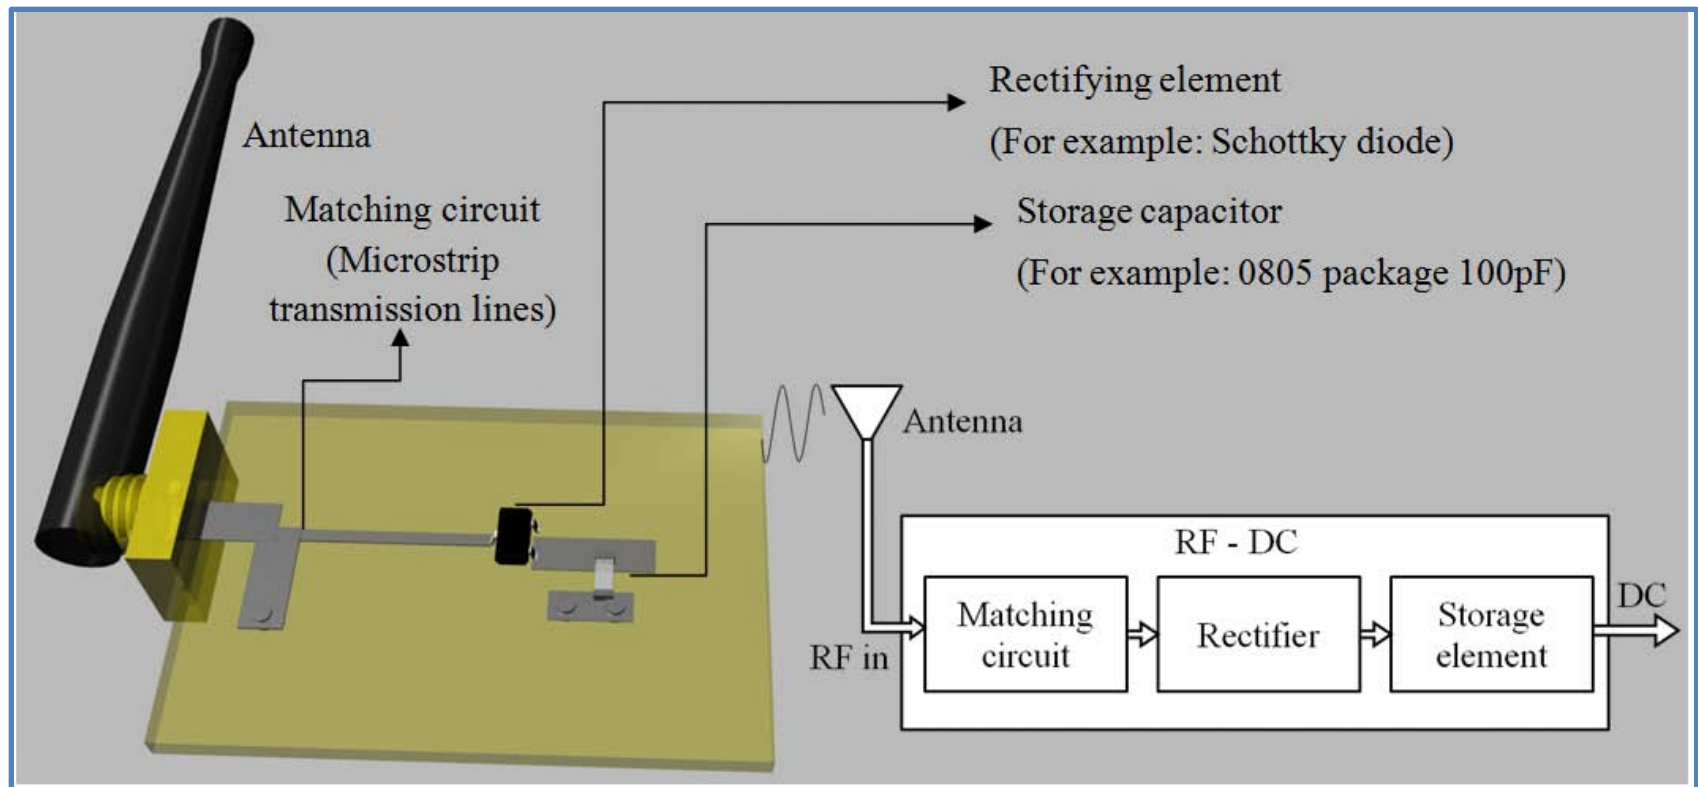 Antenna
Matching circuit
(Microstrip
transmission lines)
Rectifying element
(For example: Schottky diode)
Storage capacitor
(For example: 0805 package 100pF)
Antenna
RF - DC
RF in
Matching
circuit
Rectifier
Storage
element
DC